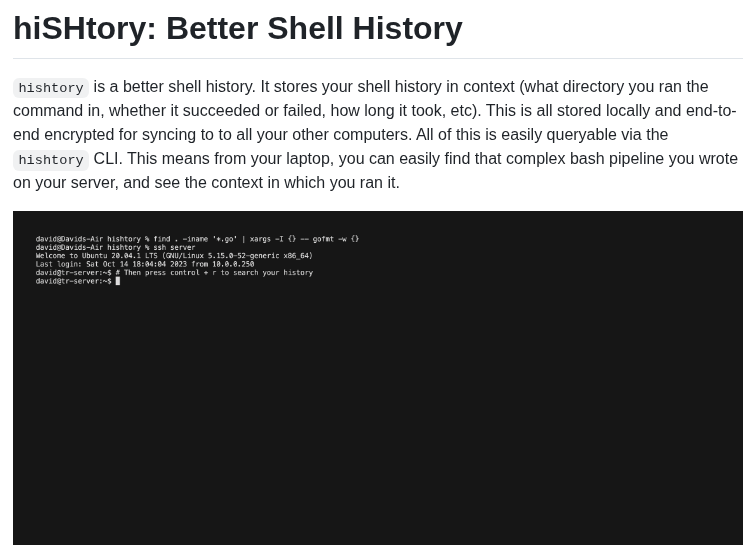 hiSHtory: Better Shell History
hishtory is a better shell history. It stores your shell history in context (what directory you ran the
command in, whether it succeeded or failed, how long it took, etc). This is all stored locally and end-to-
end encrypted for syncing to to all your other computers. All of this is easily queryable via the
hishtory CLI. This means from your laptop, you can easily find that complex bash pipeline you wrote
on your server, and see the context in which you ran it.
david@Davids-Air hishtory % find . -iname '*.go' | xargs -I {} -- gofmt -w {}
david@Davids-Air hishtory % ssh server
Welcome to Ubuntu 20.04.1 LTS (GNU/Linux 5.15.0-52-generic x86_64)
Last login: Sat Oct 14 18:04:04 2023 from 10.0.0.250
david@tr-server:~$ # Then press control + r to search your history
david@tr-server:~$